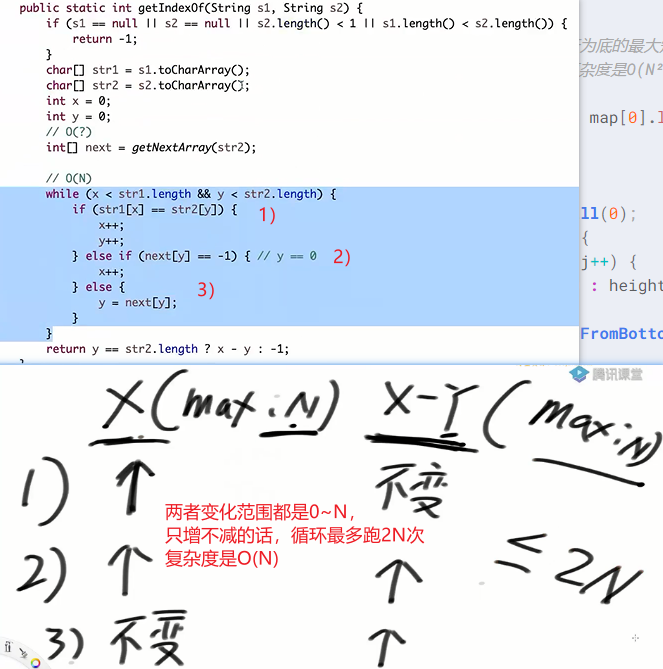 public static int getIndexOf(String s1, String s2) {
if (s1 == null || s2 == null || s2.length() < 1 || s1.length() < s2.length()) {
return -1;
}
char[] str1 = s1.toCharArray();
char[] str2 = s2.toCharArray();
int x = 0;
int y = 0;
// O(?)
int[] next = getNextArray(str2);
// O(N)
while (x < str1.length && y < str2.length) {
if (str1[x] == str2[y]) { 1)
x++;
y++;
} else if (next[y] == -1) { // y == 0 2)
x++;
} else { 3)
y = next[y];
}
}
return y == str2.length ? x - y : -1;
为底的最大
杂度是O(N²
map[0].l
ll(0);
{
j++) {
: height
FromBotto
腾讯课堂
X(max:N) X-Y(max:N)
1) ↑ 不变
两者变化范围都是0~N，
只增不减的话，循环最多跑2N次
复杂度是O(N)
2) ↑ ↑ ≤2N
3) 不变 ↑